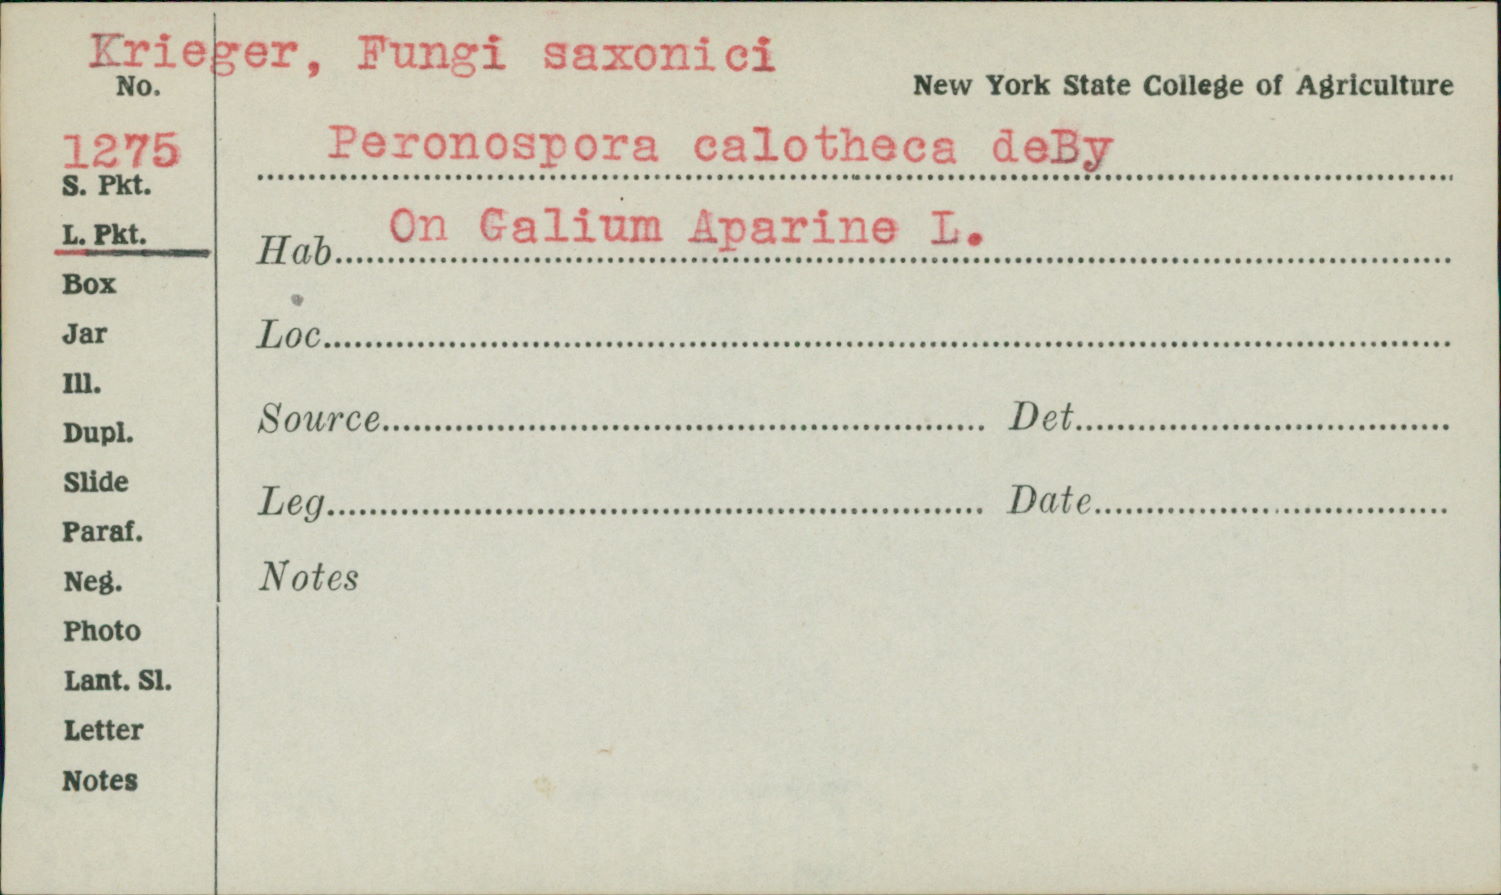 Krieger, Fungi saxonici
No.
New York State College of Agriculture
1275
Peronospora calotheca deBy
S. Pkt.
L. Pkt.
Hab. On Galium Aparine L.
Box
Loc.
Jar
Ill.
Source Det.
Dupl.
Slide
Leg. Date
Paraf.
Neg.
Notes
Photo
Lant. Sl.
Letter
Notes